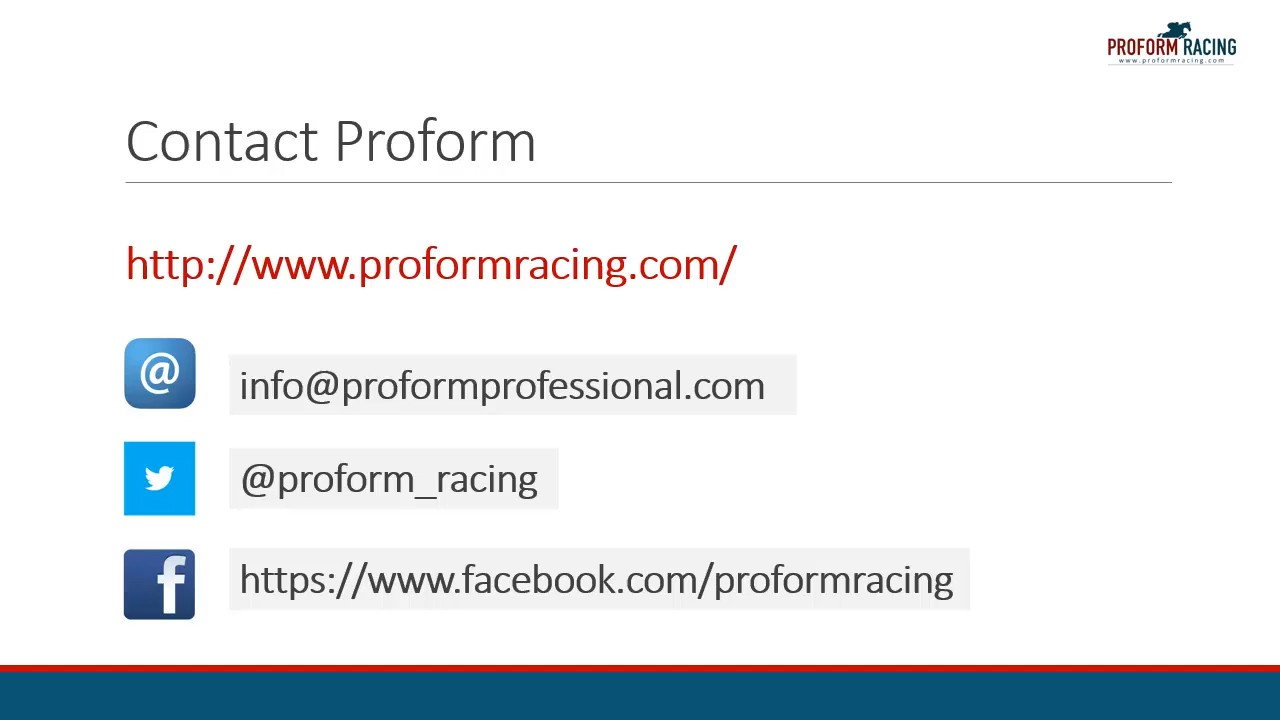 PROFORM RACING
www.proformracing.com
Contact Proform
http://www.proformracing.com/
@
info@proformprofessional.com
@proform_racing
f
https://www.facebook.com/proformracing